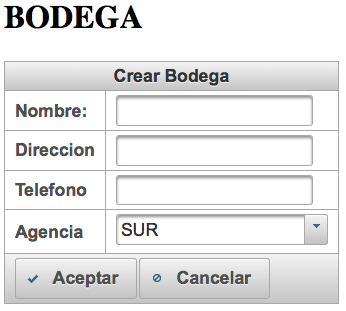 BODEGA
Crear Bodega
Nombre:
Direccion
Telefono
Agencia SUR
Aceptar Cancelar